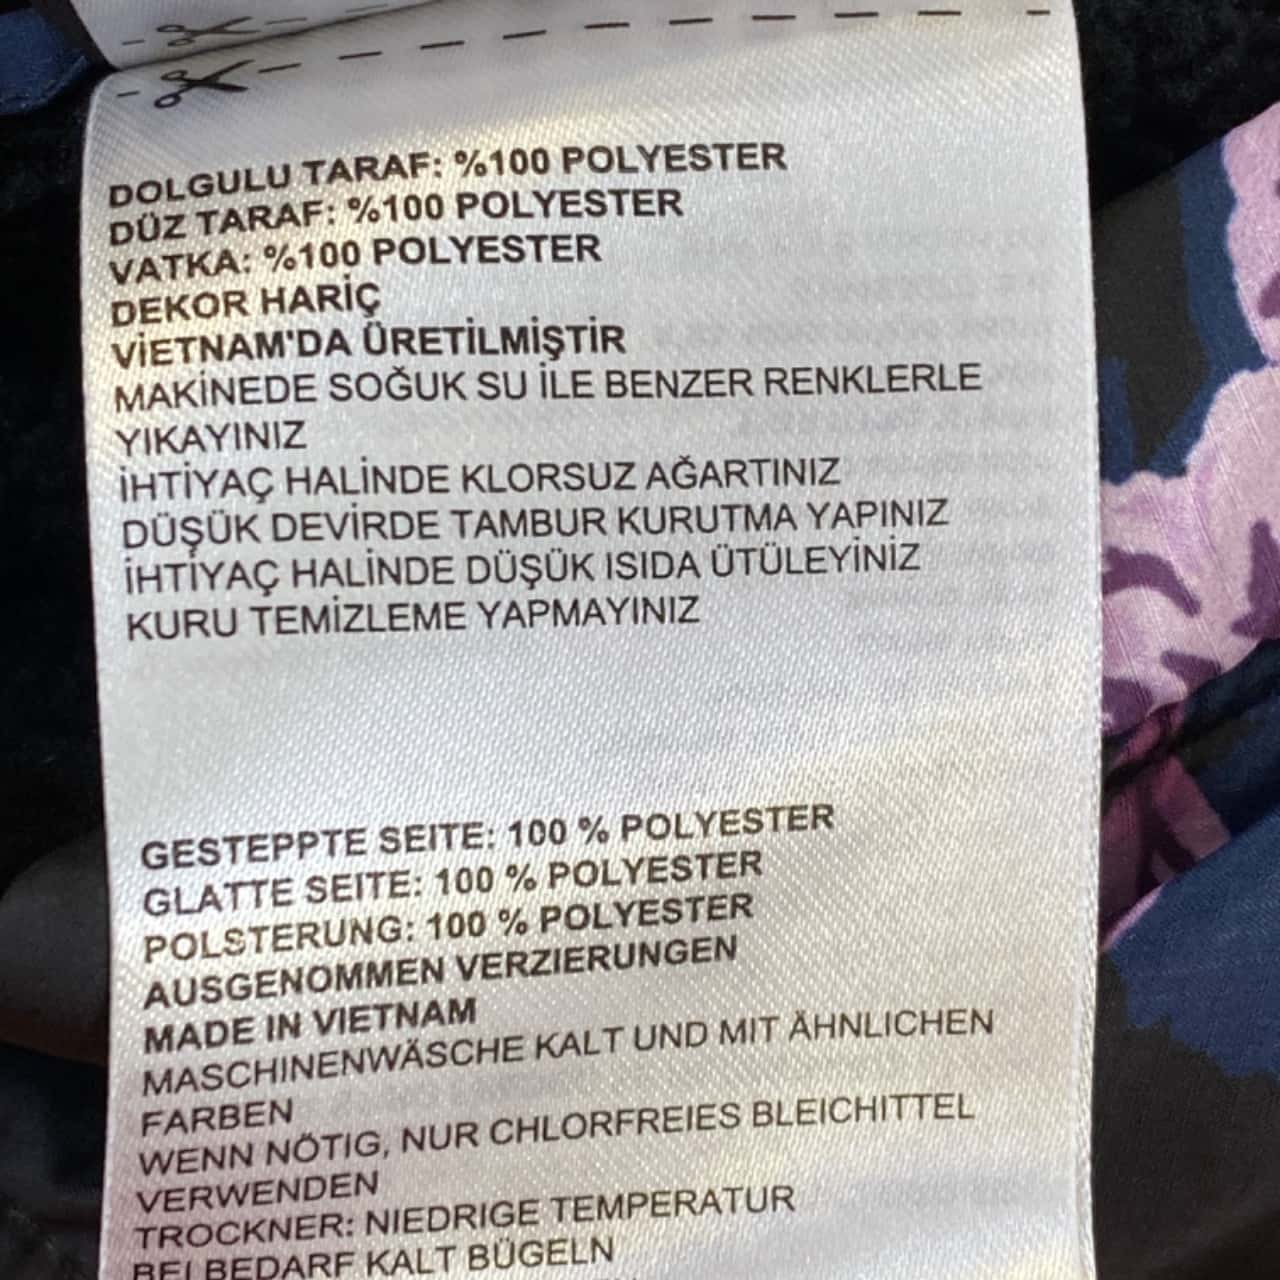 DOLGULU TARAF: %100 POLYESTER
DÜZ TARAF: %100 POLYESTER
VATKA: %100 POLYESTER
DEKOR HARİÇ
VİETNAM'DA ÜRETİLMİŞTİR
MAKİNEDE SOĞUK SU İLE BENZER RENKLERLE
YIKAYINIZ
İHTİYAÇ HALİNDE KLORSUZ AĞARTINIZ
DÜŞÜK DEVİRDE TAMBUR KURUTMA YAPINIZ
İHTİYAÇ HALİNDE DÜŞÜK ISIDA ÜTÜLEYİNİZ
KURU TEMİZLEME YAPMAYINIZ
GESTEPPTE SEITE: 100 % POLYESTER
GLATTE SEITE: 100 % POLYESTER
POLSTERUNG: 100 % POLYESTER
AUSGENOMMEN VERZIERUNGEN
MADE IN VIETNAM
MASCHINENWÄSCHE KALT UND MIT ÄHNLICHEN
FARBEN
WENN NÖTIG, NUR CHLORFREIES BLEICHITTEL
VERWENDEN
TROCKNER: NIEDRIGE TEMPERATUR
BEI BEDARF KALT BÜGELN